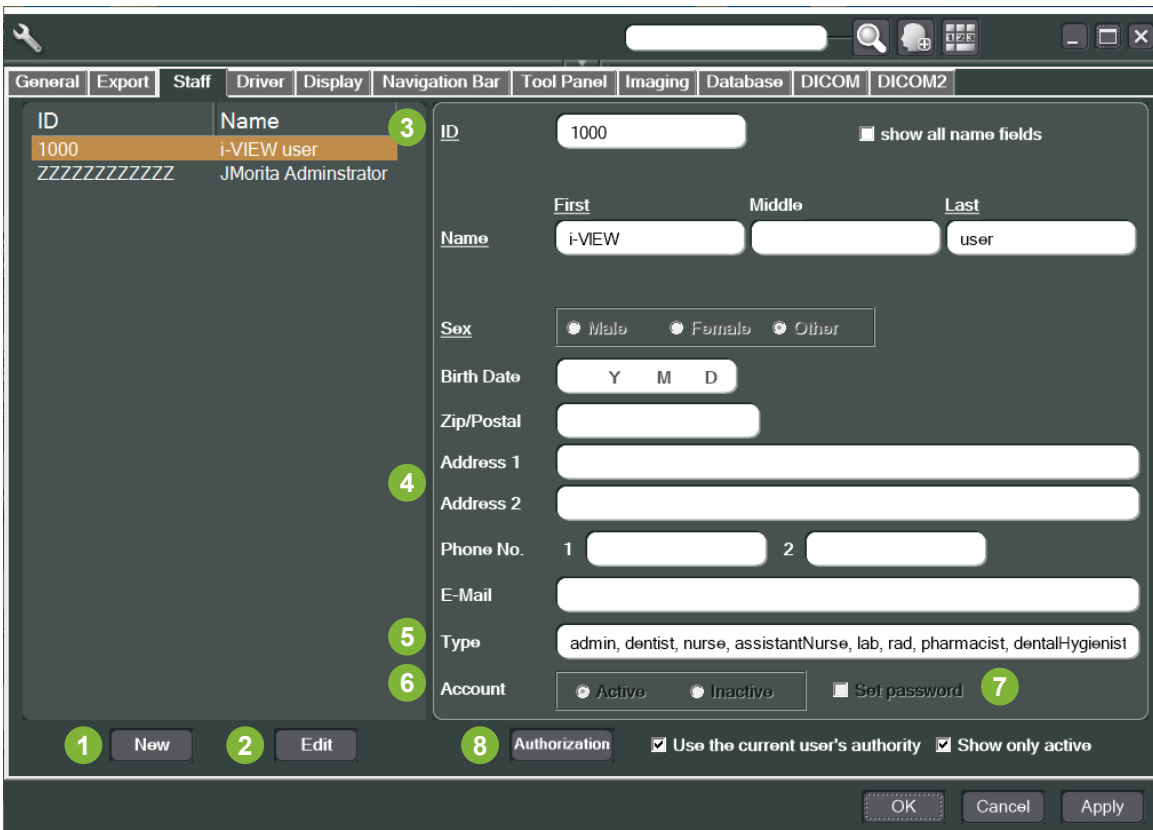 1 2 3
General Export Staff Driver Display Navigation Bar Tool Panel Imaging Database DICOM DICOM2
ID Name
1000 i-VIEW user
ZZZZZZZZZZZZ JMorita Adminstrator
3 ID 1000 show all name fields
First Middle Last
Name i-VIEW user
Sex Male Female Other
Birth Date Y M D
Zip/Postal
Address 1
4
Address 2
Phone No. 1 2
E-Mail
5 Type admin, dentist, nurse, assistantNurse, lab, rad, pharmacist, dentalHygienist
6 Account Active Inactive Set password 7
1 New 2 Edit 8 Authorization Use the current user's authority Show only active
OK Cancel Apply